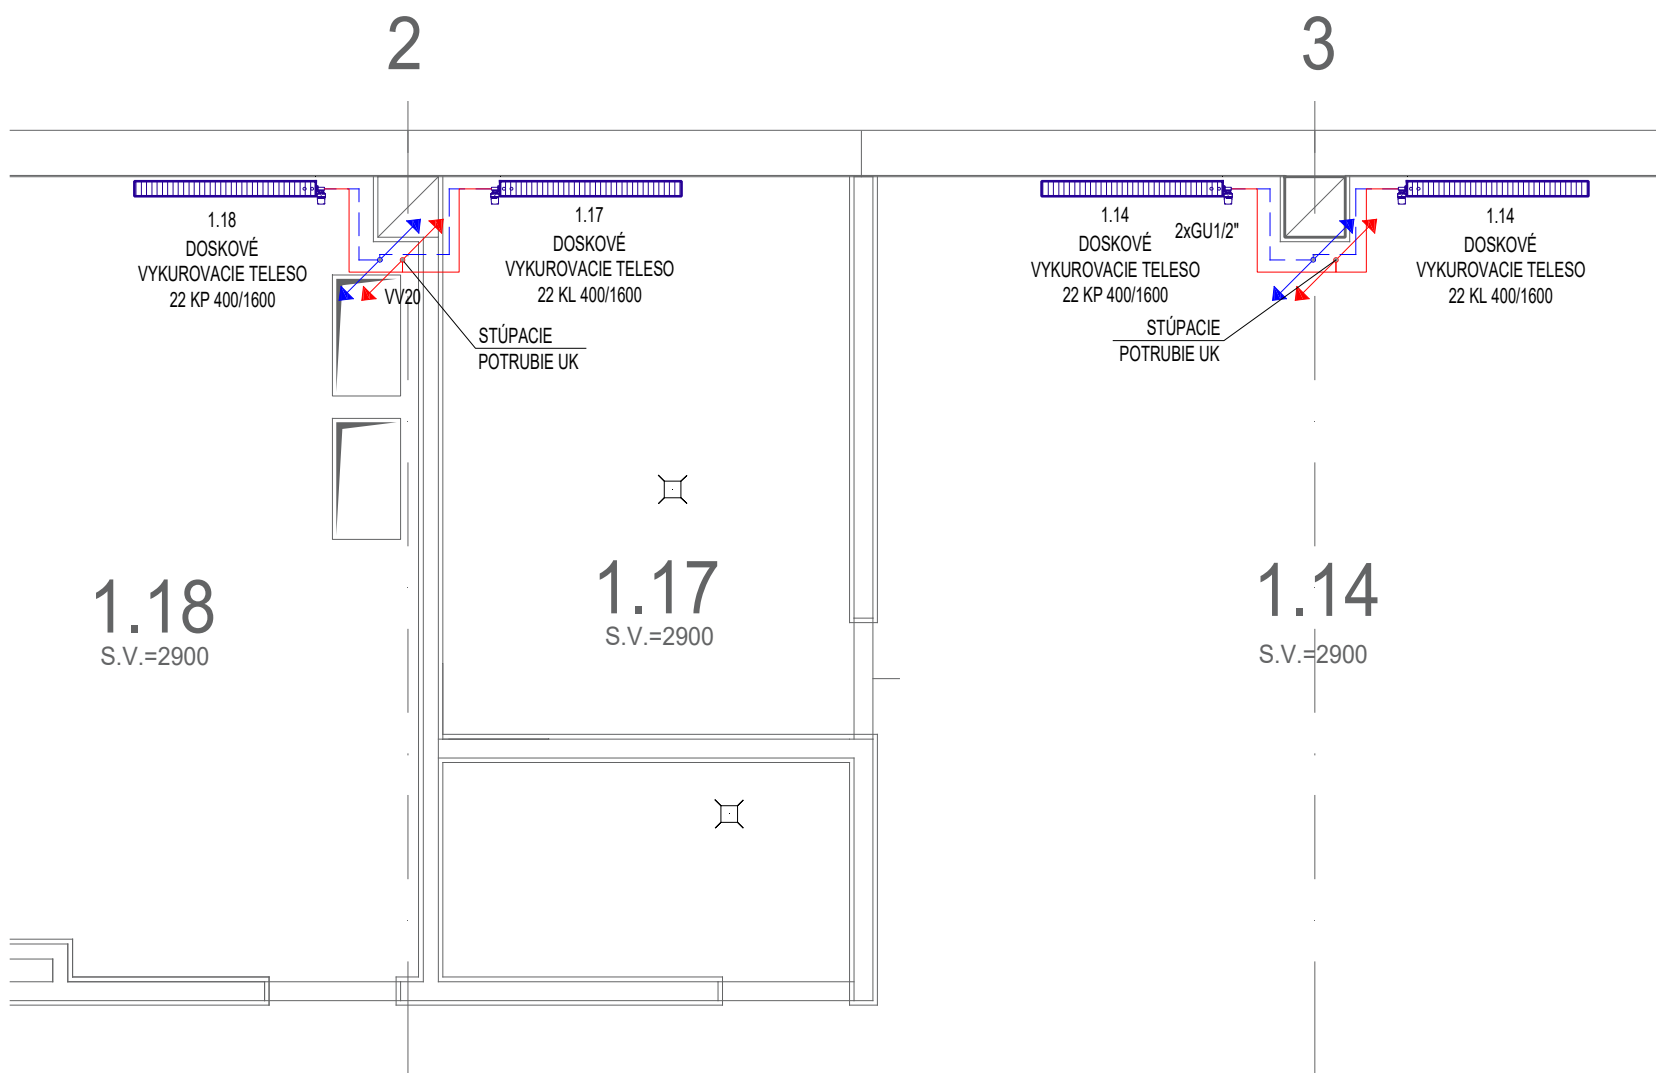 2
3
1.18
DOSKOVÉ
VYKUROVACIE TELESO
22 KP 400/1600
1.17
DOSKOVÉ
VYKUROVACIE TELESO
22 KL 400/1600
VV20
STÚPACIE
POTRUBIE UK
1.14
DOSKOVÉ
VYKUROVACIE TELESO
22 KP 400/1600
2xGU1/2"
STÚPACIE
POTRUBIE UK
1.14
DOSKOVÉ
VYKUROVACIE TELESO
22 KL 400/1600
1.18
S.V.=2900
1.17
S.V.=2900
1.14
S.V.=2900